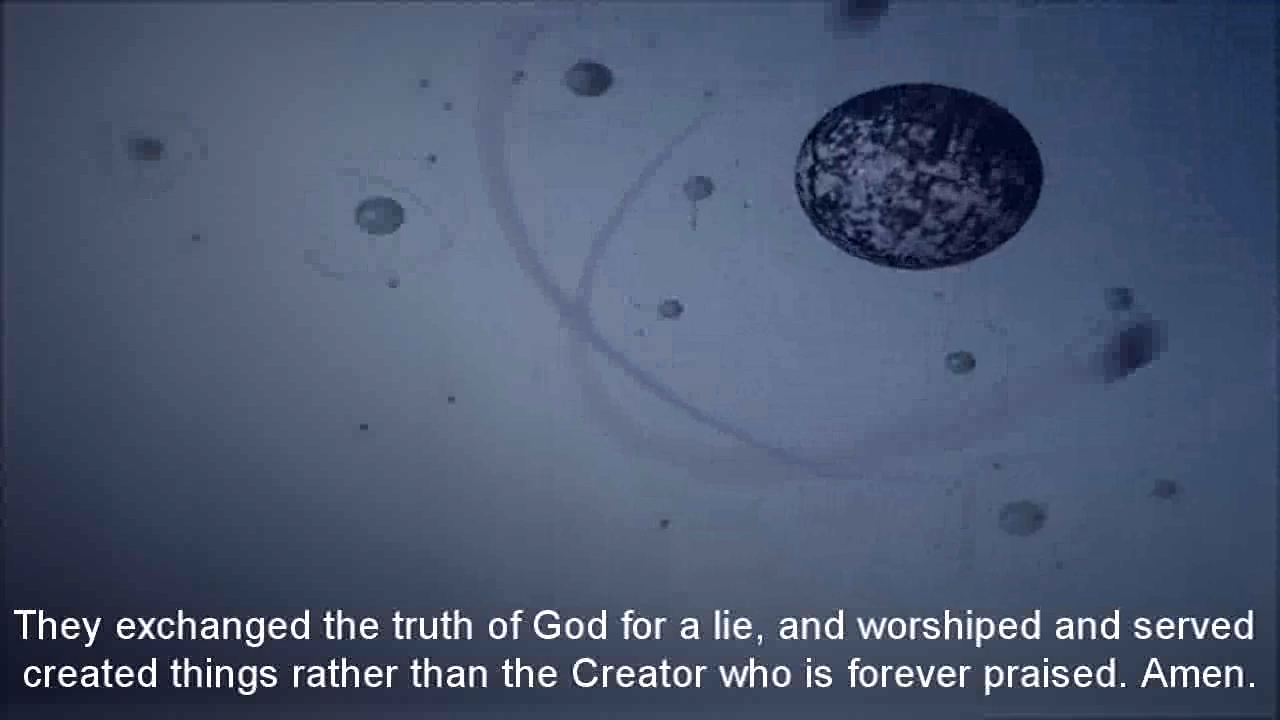 They exchanged the truth of God for a lie, and worshiped and served
created things rather than the Creator who is forever praised. Amen.